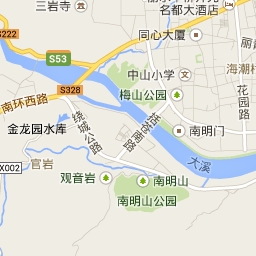 三岩寺
S222
同心大厦
名都大酒店
丽
S53
中山小学
海潮
S328
梅山公园
花园路
南环西路
括苍南路
金龙园水库
绕城公路
南明门
X002
官岩
大溪
观音岩
南明山
南明山公园